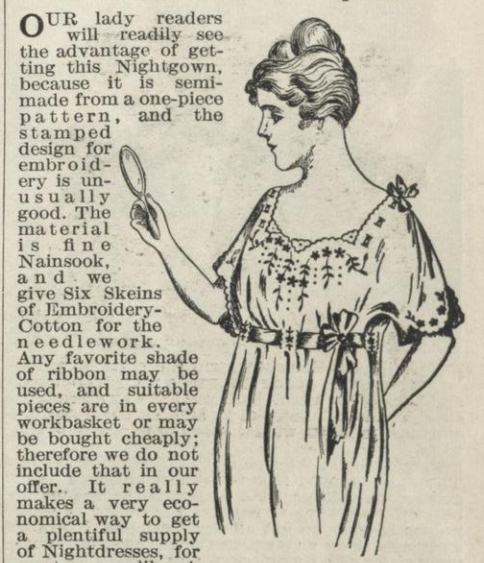 OUR lady readers
will readily see
the advantage of get-
ting this Nightgown,
because it is semi-
made from a one-piece
pattern, and the
stamped
design for
embroid-
ery is un-
usually
good. The
material
is fine
Nainsook,
and we
give Six Skeins
of Embroidery-
Cotton for the
needlework.
Any favorite shade
of ribbon may be
used, and suitable
pieces are in every
workbasket or may
be bought cheaply;
therefore we do not
include that in our
offer. It really
makes a very eco-
nomical way to get
a plentiful supply
of Nightdresses, for